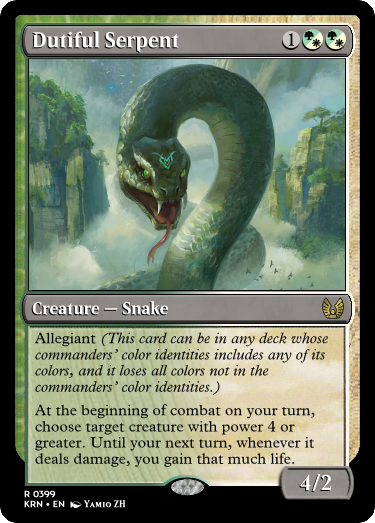 Dutiful Serpent 1
Creature — Snake
Allegiant (This card can be in any deck whose
commanders' color identities includes any of its
colors, and it loses all colors not in the
commanders' color identities.)
At the beginning of combat on your turn,
choose target creature with power 4 or
greater. Until your next turn, whenever it
deals damage, you gain that much life.
4/2
R 0399
KRN • EN Yamio ZH